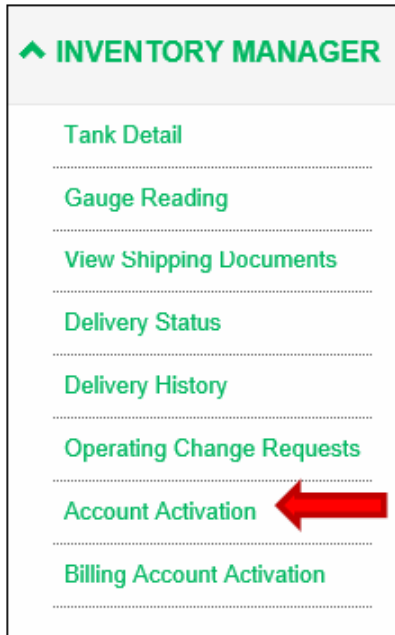 INVENTORY MANAGER
Tank Detail
Gauge Reading
View Shipping Documents
Delivery Status
Delivery History
Operating Change Requests
Account Activation
Billing Account Activation